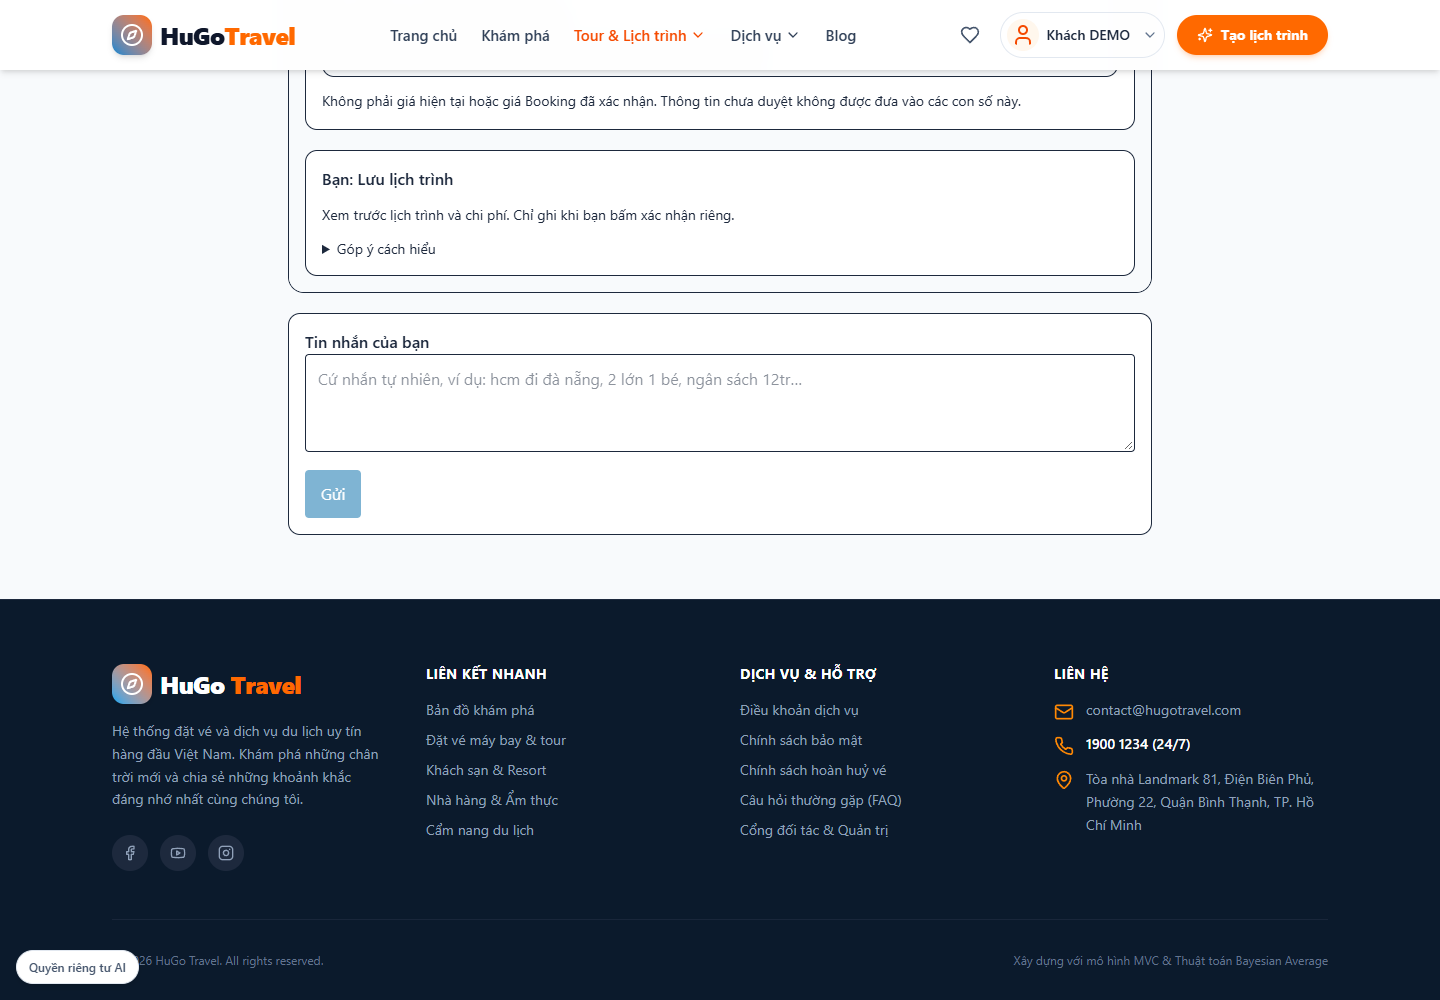 HuGoTravel
Trang chủ
Khám phá
Tour & Lịch trình
Dịch vụ
Blog
Khách DEMO
Tạo lịch trình
Không phải giá hiện tại hoặc giá Booking đã xác nhận. Thông tin chưa duyệt không được đưa vào các con số này.
Bạn: Lưu lịch trình
Xem trước lịch trình và chi phí. Chỉ ghi khi bạn bấm xác nhận riêng.
Góp ý cách hiểu
Tin nhắn của bạn
Cứ nhắn tự nhiên, ví dụ: hcm đi đà nẵng, 2 lớn 1 bé, ngân sách 12tr...
Gửi
HuGo Travel
Hệ thống đặt vé và dịch vụ du lịch uy tín
hàng đầu Việt Nam. Khám phá những chân
trời mới và chia sẻ những khoảnh khắc
đáng nhớ nhất cùng chúng tôi.
LIÊN KẾT NHANH
Bản đồ khám phá
Đặt vé máy bay & tour
Khách sạn & Resort
Nhà hàng & Ẩm thực
Cẩm nang du lịch
DỊCH VỤ & HỖ TRỢ
Điều khoản dịch vụ
Chính sách bảo mật
Chính sách hoàn huỷ vé
Câu hỏi thường gặp (FAQ)
Cổng đối tác & Quản trị
LIÊN HỆ
contact@hugotravel.com
1900 1234 (24/7)
Tòa nhà Landmark 81, Điện Biên Phủ,
Phường 22, Quận Bình Thạnh, TP. Hồ
Chí Minh
Quyền riêng tư AI
26 HuGo Travel. All rights reserved.
Xây dựng với mô hình MVC & Thuật toán Bayesian Average